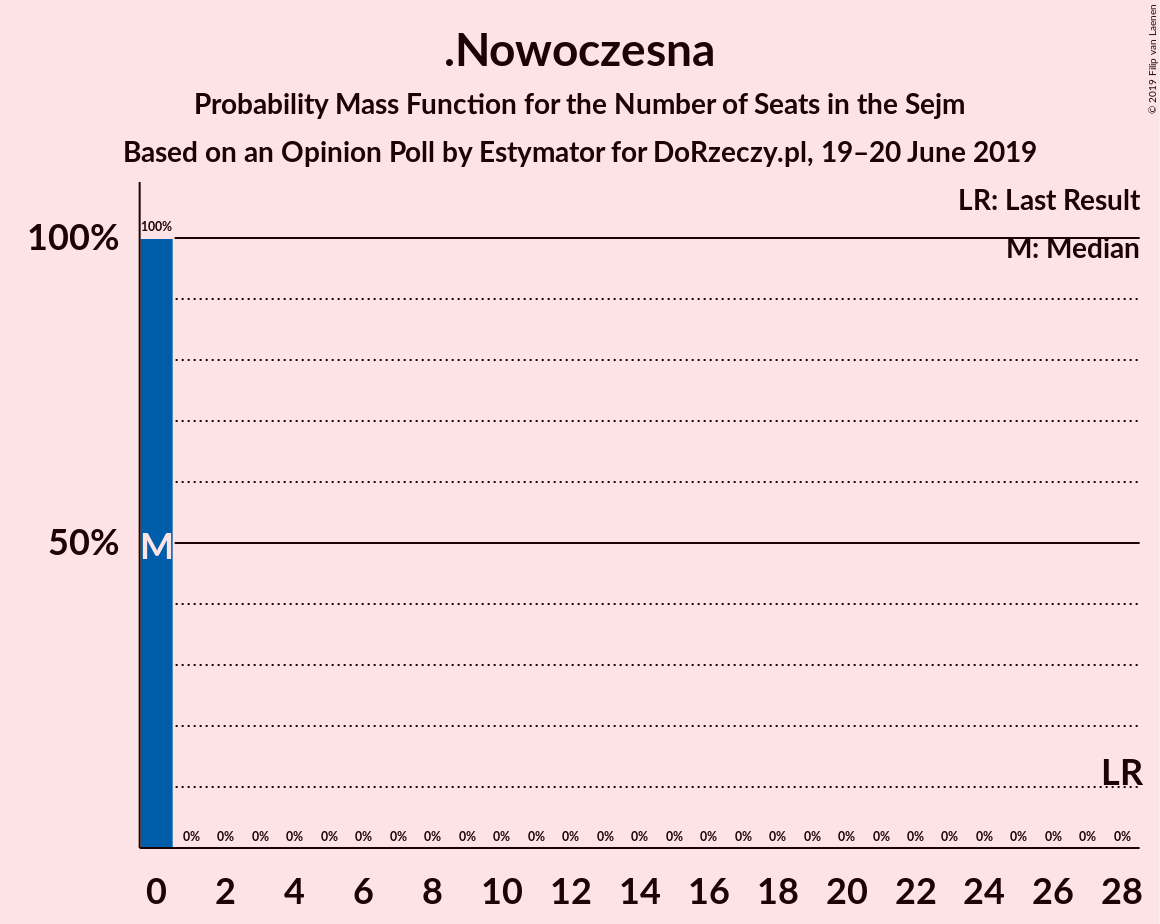 .Nowoczesna
Probability Mass Function for the Number of Seats in the Sejm
Based on an Opinion Poll by Estymator for DoRzeczy.pl, 19–20 June 2019
© 2019 Filip van Laenen
LR: Last Result
M: Median
100%
100%
50%
M
LR
0% 0% 0% 0% 0% 0% 0% 0% 0% 0% 0% 0% 0% 0% 0% 0% 0% 0% 0% 0% 0% 0% 0% 0% 0% 0% 0% 0%
0 2 4 6 8 10 12 14 16 18 20 22 24 26 28